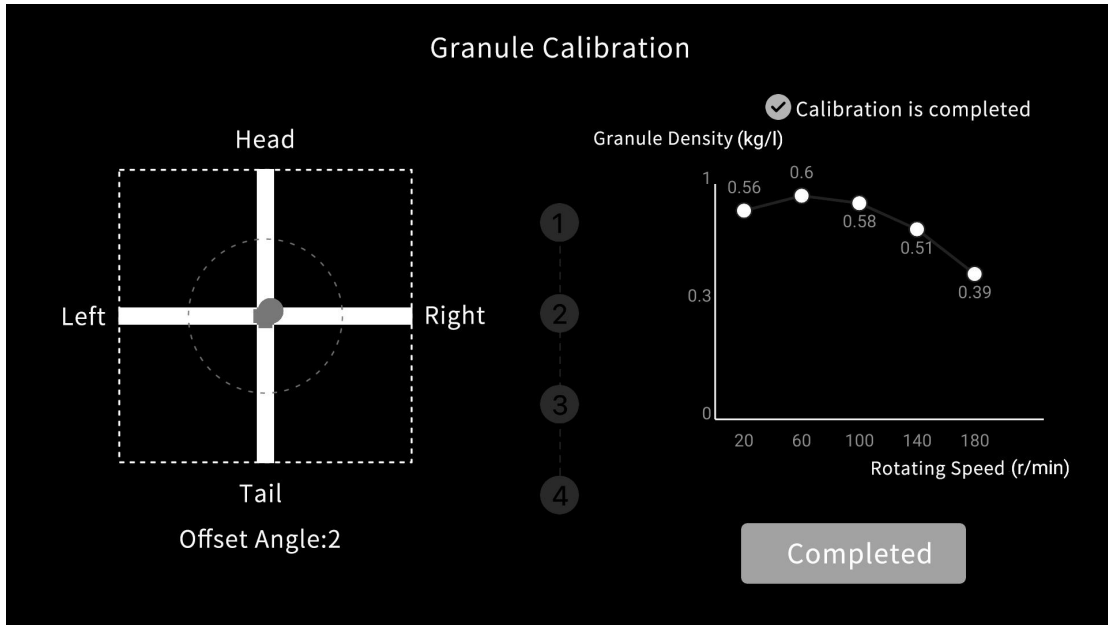 Granule Calibration
Calibration is completed
Head
Left
Right
Tail
Offset Angle:2
1
2
3
4
Granule Density (kg/l)
1
0.3
0
0.56
0.6
0.58
0.51
0.39
20 60 100 140 180
Rotating Speed (r/min)
Completed